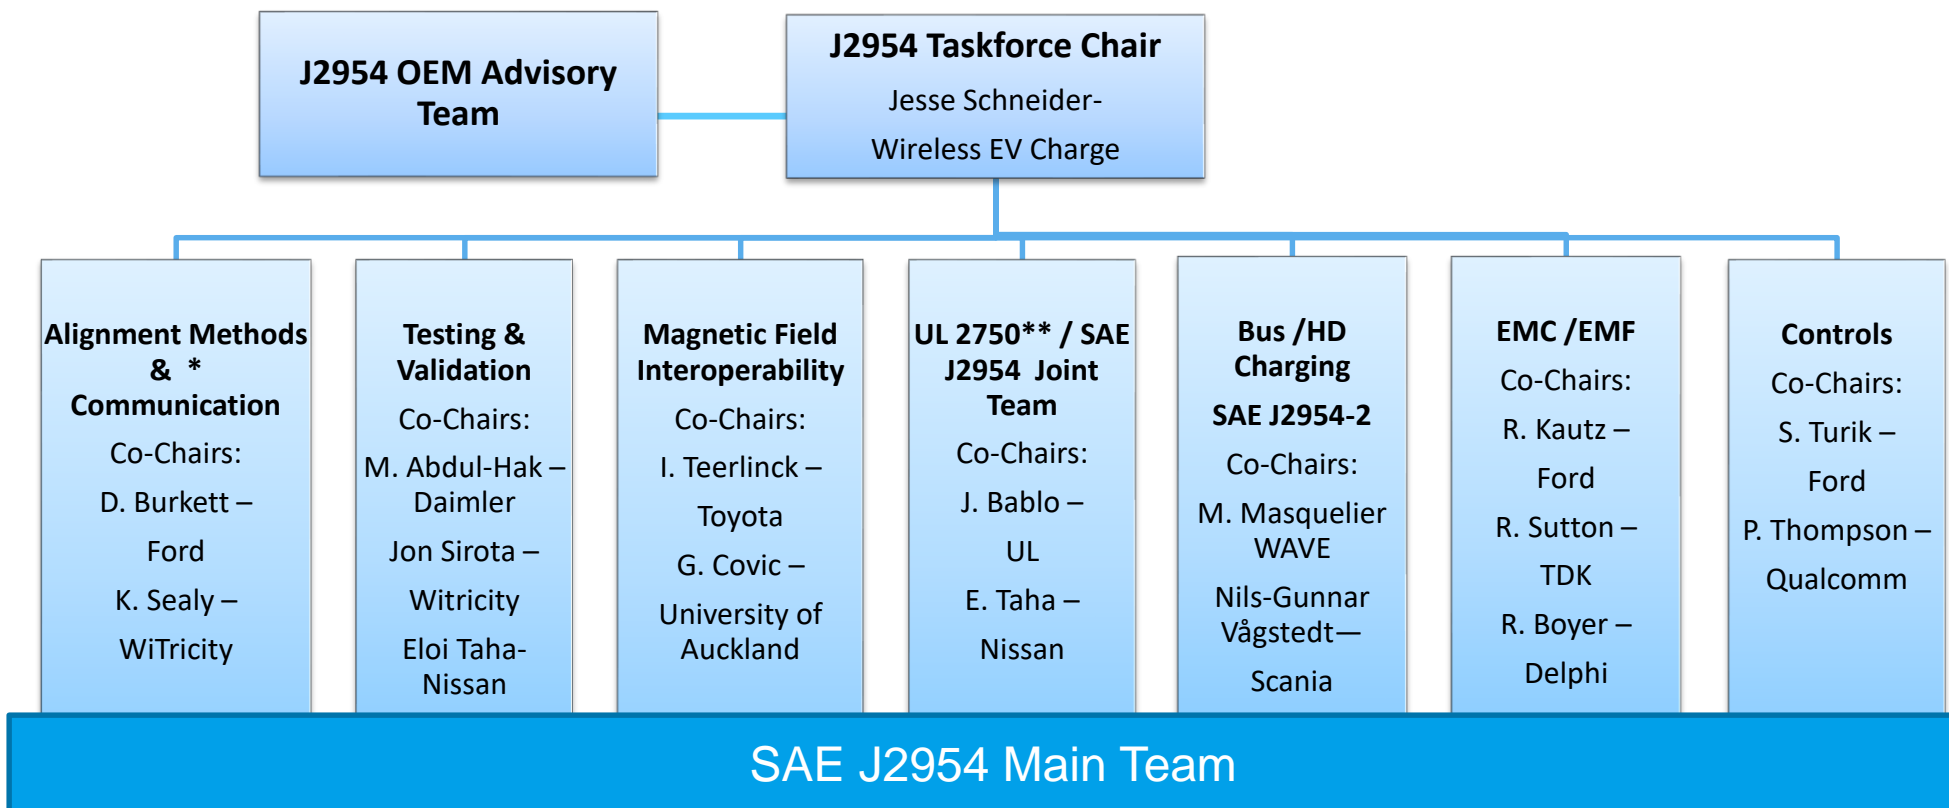 J2954 OEM Advisory
Team
J2954 Taskforce Chair
Jesse Schneider-
Wireless EV Charge
Alignment Methods
& *
Communication
Co-Chairs:
D. Burkett –
Ford
K. Sealy –
WiTricity
Testing &
Validation
Co-Chairs:
M. Abdul-Hak –
Daimler
Jon Sirota –
Witricity
Eloi Taha-
Nissan
Magnetic Field
Interoperability
Co-Chairs:
I. Teerlinck –
Toyota
G. Covic –
University of
Auckland
UL 2750** / SAE
J2954 Joint
Team
Co-Chairs:
J. Bablo –
UL
E. Taha –
Nissan
Bus /HD
Charging
SAE J2954-2
Co-Chairs:
M. Masquelier
WAVE
Nils-Gunnar
Vågstedt—
Scania
EMC /EMF
Co-Chairs:
R. Kautz –
Ford
R. Sutton –
TDK
R. Boyer –
Delphi
Controls
Co-Chairs:
S. Turik –
Ford
P. Thompson –
Qualcomm
SAE J2954 Main Team